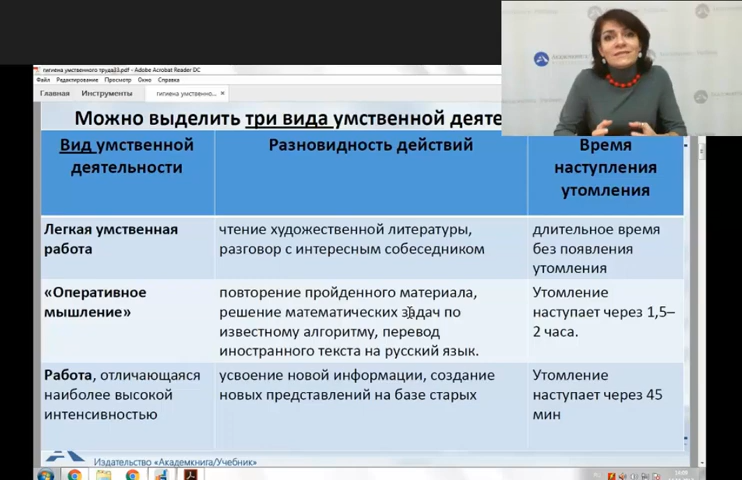 гигиена умственного труда33.pdf - Adobe Acrobat Reader DC
Файл Редактирование Просмотр Окно Справка
Главная Инструменты гигиена умственно... ×
Можно выделить три вида умственной деяте
Вид умственной
деятельности
Разновидность действий
Время
наступления
утомления
Легкая умственная
работа
чтение художественной литературы,
разговор с интересным собеседником
длительное время
без появления
утомления
«Оперативное
мышление»
повторение пройденного материала,
решение математических задач по
известному алгоритму, перевод
иностранного текста на русский язык.
Утомление
наступает через 1,5–
2 часа.
Работа, отличающаяся
наиболее высокой
интенсивностью
усвоение новой информации, создание
новых представлений на базе старых
Утомление
наступает через 45
мин
Издательство «Академкнига/Учебник»